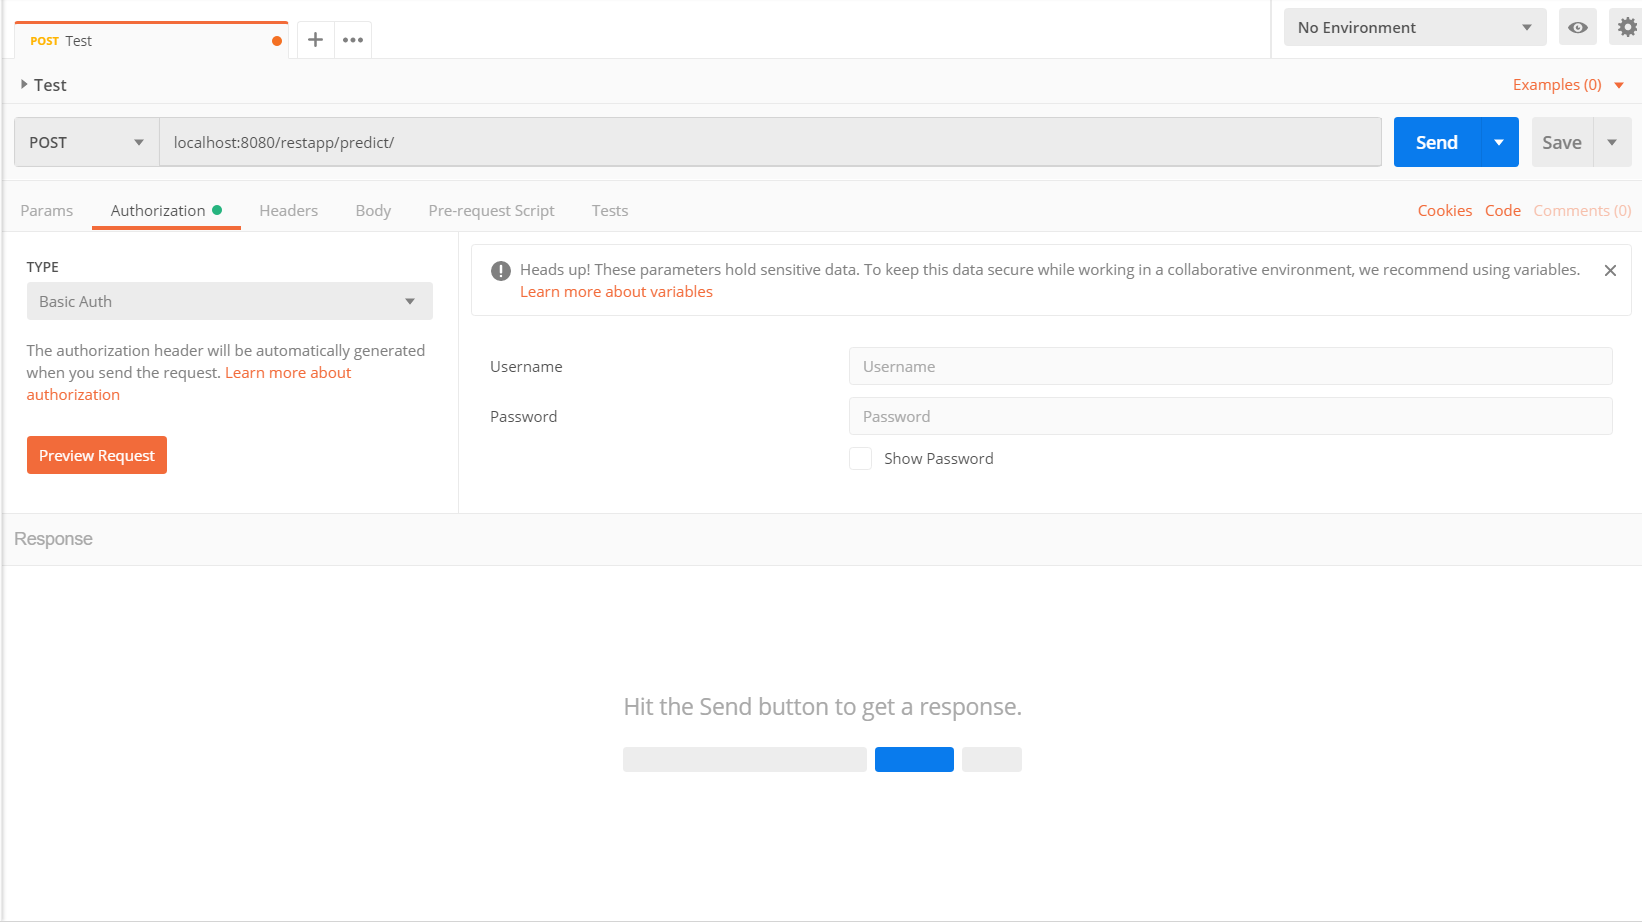 POST Test
No Environment
Test
Examples (0)
POST
localhost:8080/restapp/predict/
Send
Save
Params
Authorization
Headers
Body
Pre-request Script
Tests
Cookies
Code
Comments (0)
TYPE
Basic Auth
The authorization header will be automatically generated
when you send the request. Learn more about
authorization
Preview Request
Heads up! These parameters hold sensitive data. To keep this data secure while working in a collaborative environment, we recommend using variables.
Learn more about variables
Username
Username
Password
Password
Show Password
Response
Hit the Send button to get a response.